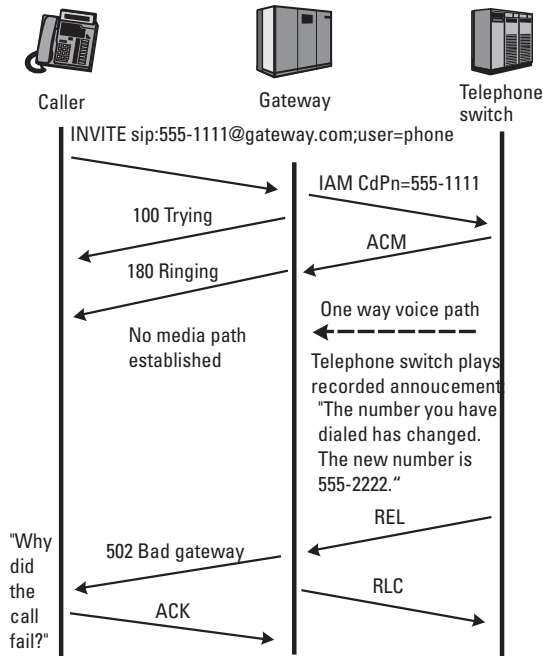 Caller
Gateway
Telephone
switch
INVITE sip:555-1111@gateway.com;user=phone
IAM CdPn=555-1111
100 Trying
ACM
180 Ringing
One way voice path
No media path
established
Telephone switch plays
recorded annoucement:
"The number you have
dialed has changed.
The new number is
555-2222.“
REL
"Why
did
the
call
fail?"
502 Bad gateway
RLC
ACK